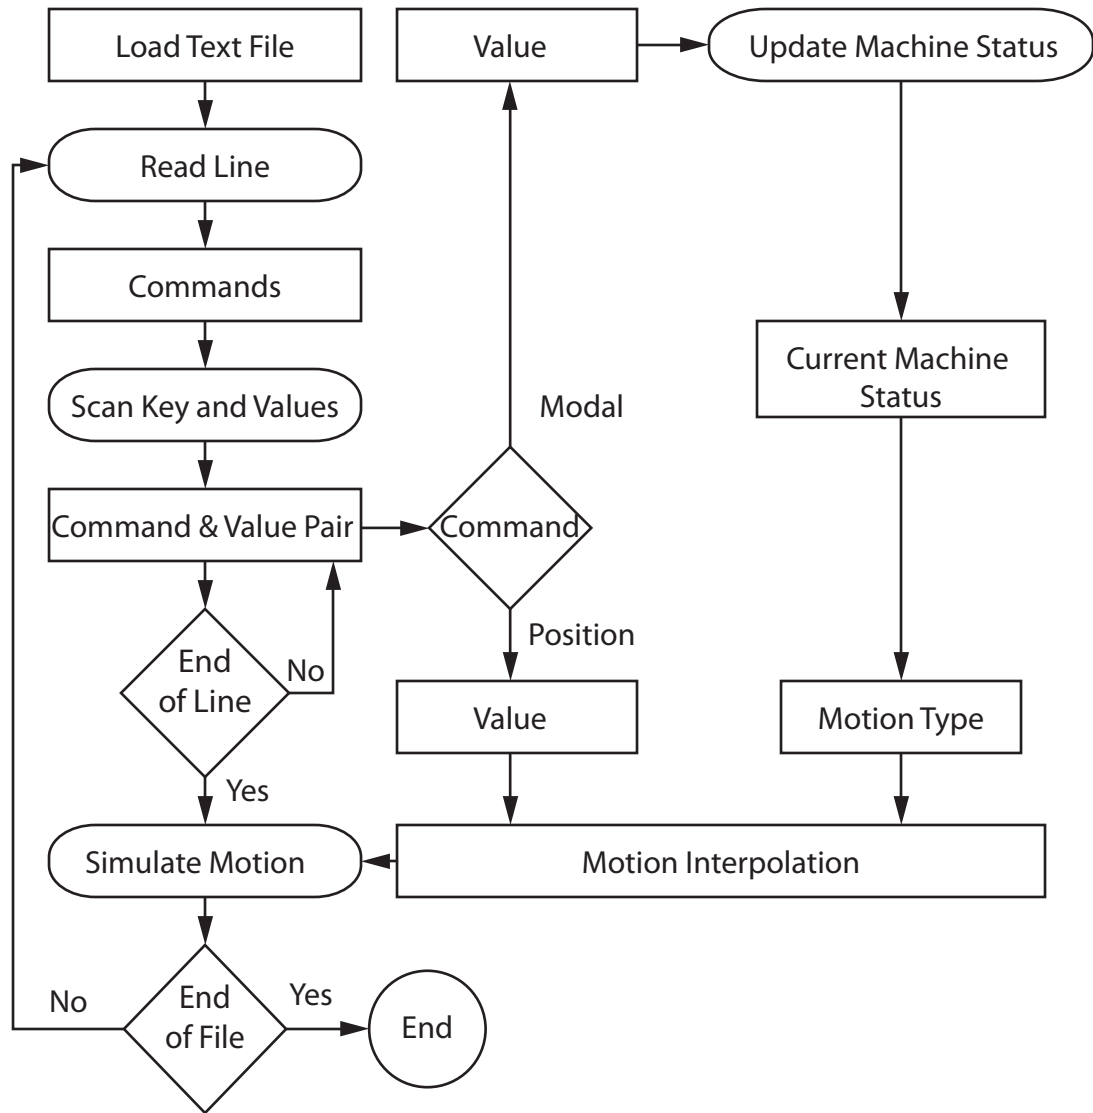 Load Text File
Value
Update Machine Status
Read Line
Commands
Scan Key and Values
Modal
Current Machine
Status
Command & Value Pair
Command
Position
End
of Line
No
Value
Motion Type
Yes
Simulate Motion
Motion Interpolation
No
End
of File
Yes
End